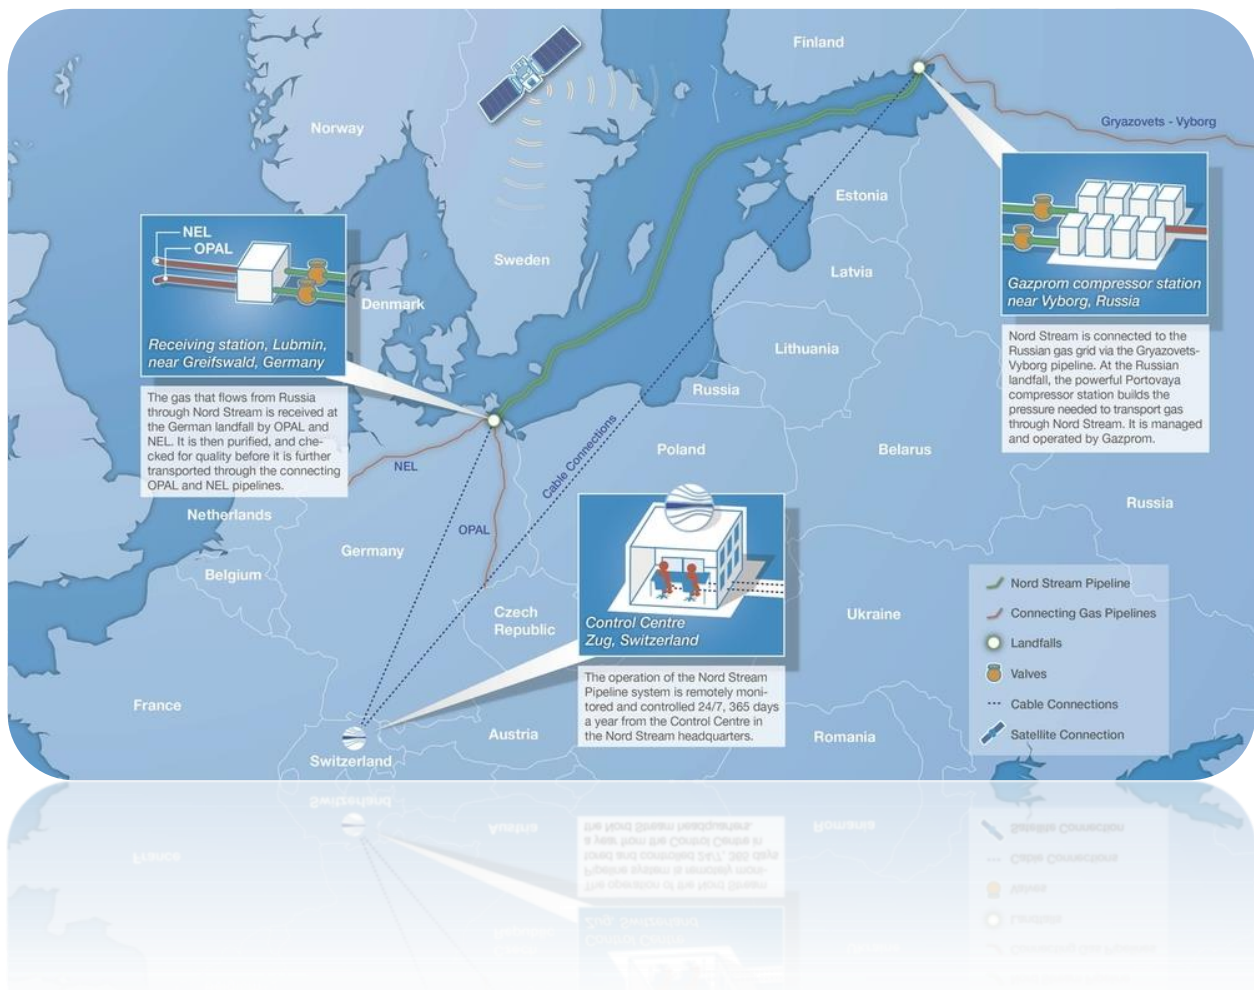 Finland
Norway
Gryazovets - Vyborg
Estonia
Sweden
Latvia
Denmark
Lithuania
Russia
Poland
Belarus
Russia
NEL
OPAL
Receiving station, Lubmin,
near Greifswald, Germany
The gas that flows from Russia
through Nord Stream is received at
the German landfall by OPAL and
NEL. It is then purified, and che-
cked for quality before it is further
transported through the connecting
OPAL and NEL pipelines.
Gazprom compressor station
near Vyborg, Russia
Nord Stream is connected to the
Russian gas grid via the Gryazovets-
Vyborg pipeline. At the Russian
landfall, the powerful Portovaya
compressor station builds the
pressure needed to transport gas
through Nord Stream. It is managed
and operated by Gazprom.
Cable Connections
NEL
OPAL
Netherlands
Germany
Belgium
Czech
Republic
Ukraine
France
Austria
Romania
Switzerland
Control Centre
Zug, Switzerland
The operation of the Nord Stream
Pipeline system is remotely moni-
tored and controlled 24/7, 365 days
a year from the Control Centre in
the Nord Stream headquarters.
Nord Stream Pipeline
Connecting Gas Pipelines
Landfalls
Valves
Cable Connections
Satellite Connection